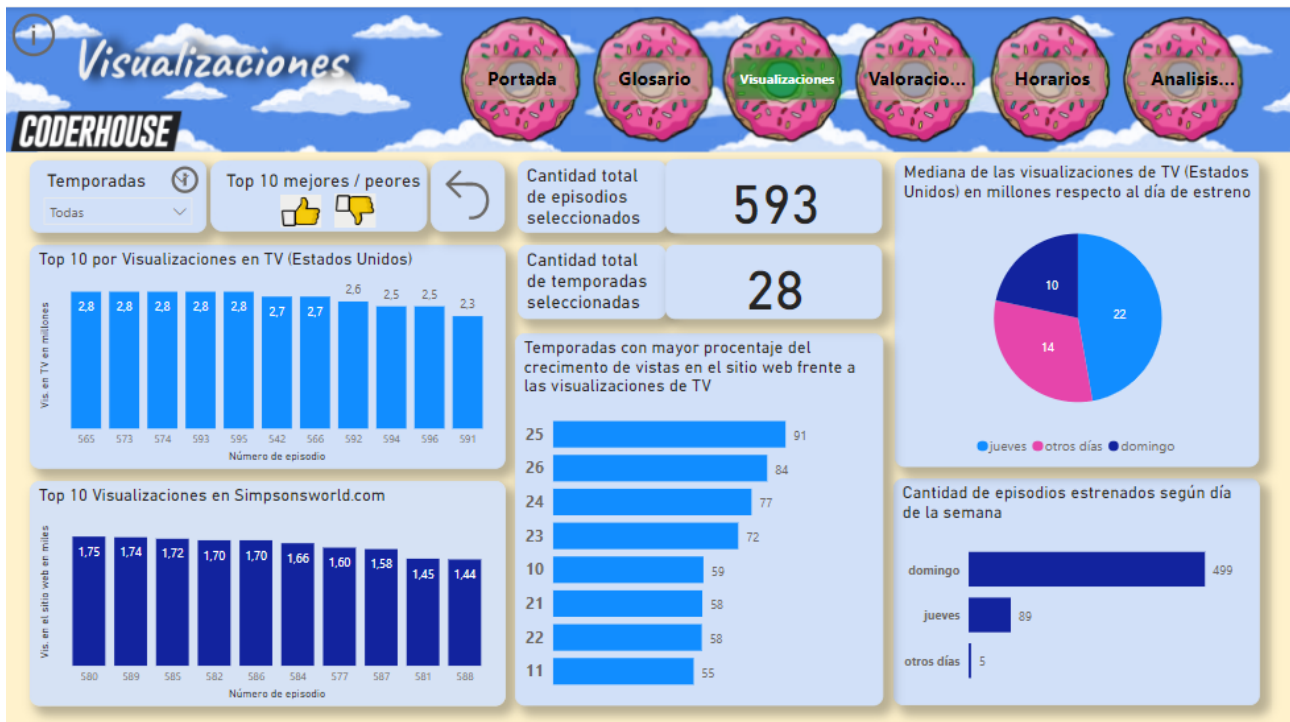 i
Visualizaciones
CODERHOUSE
Portada
Glosario
Visualizaciones
Valoracio...
Horarios
Analisis...
Temporadas
Todas
Top 10 mejores / peores
Cantidad total
de episodios
seleccionados
593
Cantidad total
de temporadas
seleccionadas
28
Top 10 por Visualizaciones en TV (Estados Unidos)
Vis. en TV en millones
2,8
2,8
2,8
2,8
2,8
2,7
2,7
2,6
2,5
2,5
2,3
565
573
574
593
595
542
566
592
594
596
591
Número de episodio
Top 10 Visualizaciones en Simpsonsworld.com
Vis. en el sitio web en miles
1,75
1,74
1,72
1,70
1,70
1,66
1,60
1,58
1,45
1,44
580
589
585
582
586
584
577
587
581
588
Número de episodio
Temporadas con mayor procentaje del
crecimento de vistas en el sitio web frente a
las visualizaciones de TV
25 91
26 84
24 77
23 72
10 59
21 58
22 58
11 55
Mediana de las visualizaciones de TV (Estados
Unidos) en millones respecto al día de estreno
10
22
14
jueves otros días domingo
Cantidad de episodios estrenados según día
de la semana
domingo 499
jueves 89
otros días 5